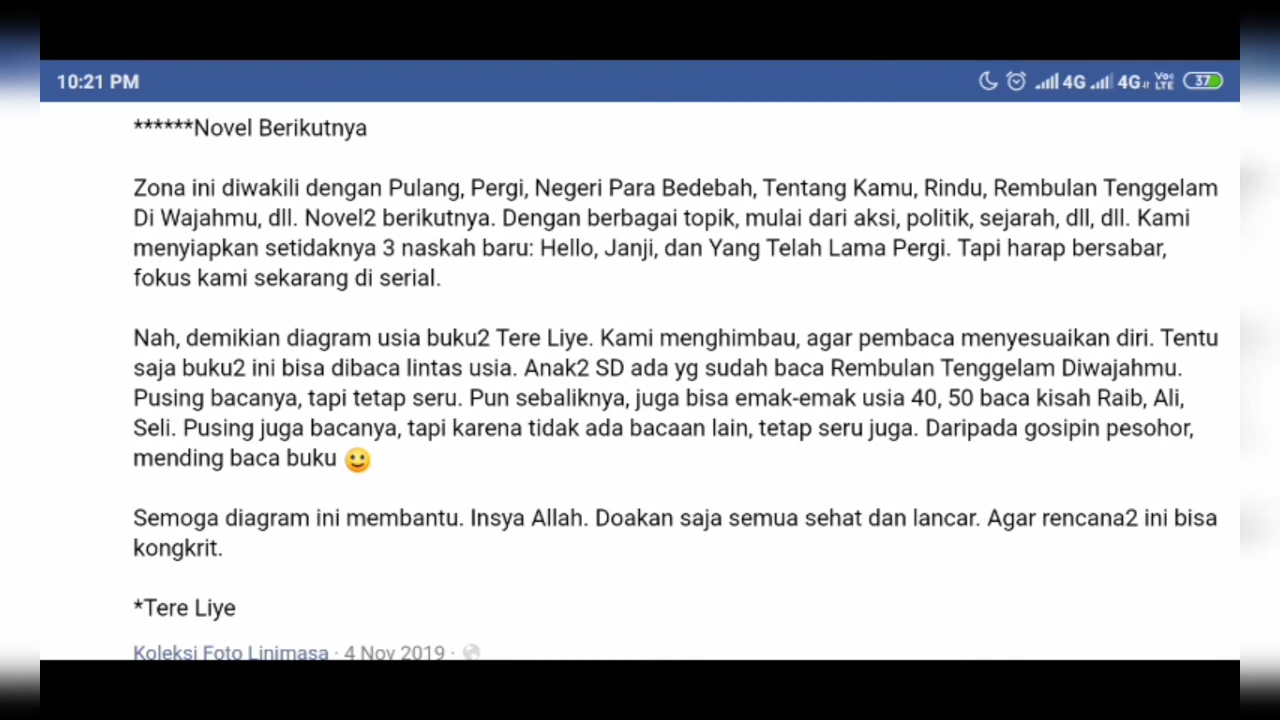 10:21 PM 4G 4G Vo LTE 37
******Novel Berikutnya
Zona ini diwakili dengan Pulang, Pergi, Negeri Para Bedebah, Tentang Kamu, Rindu, Rembulan Tenggelam
Di Wajahmu, dll. Novel2 berikutnya. Dengan berbagai topik, mulai dari aksi, politik, sejarah, dll, dll. Kami
menyiapkan setidaknya 3 naskah baru: Hello, Janji, dan Yang Telah Lama Pergi. Tapi harap bersabar,
fokus kami sekarang di serial.
Nah, demikian diagram usia buku2 Tere Liye. Kami menghimbau, agar pembaca menyesuaikan diri. Tentu
saja buku2 ini bisa dibaca lintas usia. Anak2 SD ada yg sudah baca Rembulan Tenggelam Diwajahmu.
Pusing bacanya, tapi tetap seru. Pun sebaliknya, juga bisa emak-emak usia 40, 50 baca kisah Raib, Ali,
Seli. Pusing juga bacanya, tapi karena tidak ada bacaan lain, tetap seru juga. Daripada gosipin pesohor,
mending baca buku 🙂
Semoga diagram ini membantu. Insya Allah. Doakan saja semua sehat dan lancar. Agar rencana2 ini bisa
kongkrit.
*Tere Liye
Koleksi Foto Linimasa · 4 Nov 2019 ·